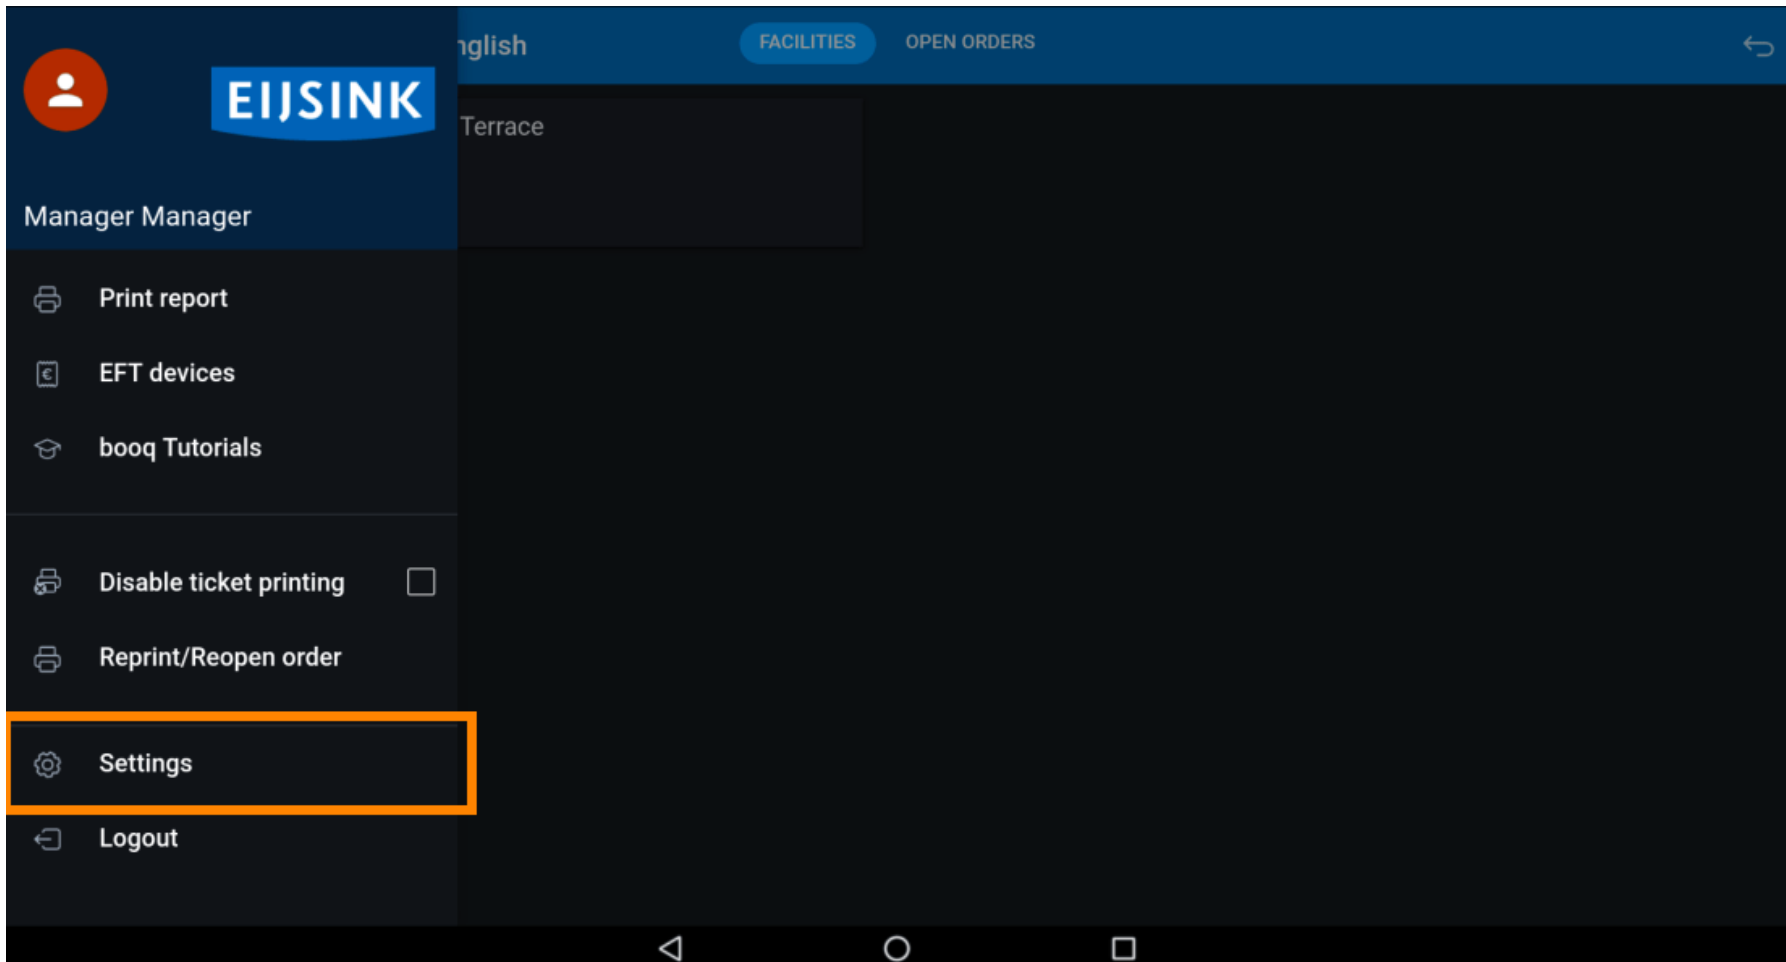 EIJSINK
Manager Manager
Print report
EFT devices
booq Tutorials
Disable ticket printing
Reprint/Reopen order
Settings
Logout
nglish
FACILITIES
OPEN ORDERS
Terrace